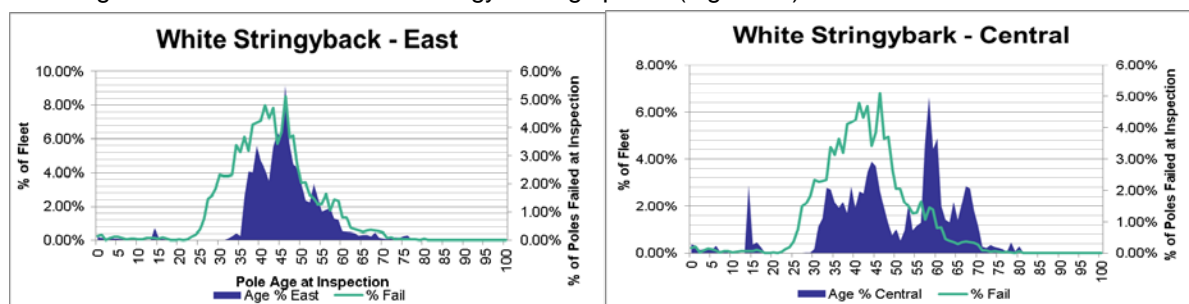 White Stringyback - East
10.00%
8.00%
6.00%
4.00%
2.00%
0.00%
% of Fleet
6.00%
5.00%
4.00%
3.00%
2.00%
1.00%
0.00%
% of Poles Failed at Inspection
0 5 10 15 20 25 30 35 40 45 50 55 60 65 70 75 80 85 90 95 100
Pole Age at Inspection
Age % East % Fail
White Stringybark - Central
8.00%
6.00%
4.00%
2.00%
0.00%
% of Fleet
6.00%
5.00%
4.00%
3.00%
2.00%
1.00%
0.00%
% of Poles Failed at Inspection
0 5 10 15 20 25 30 35 40 45 50 55 60 65 70 75 80 85 90 95 100
Age % Central % Fail